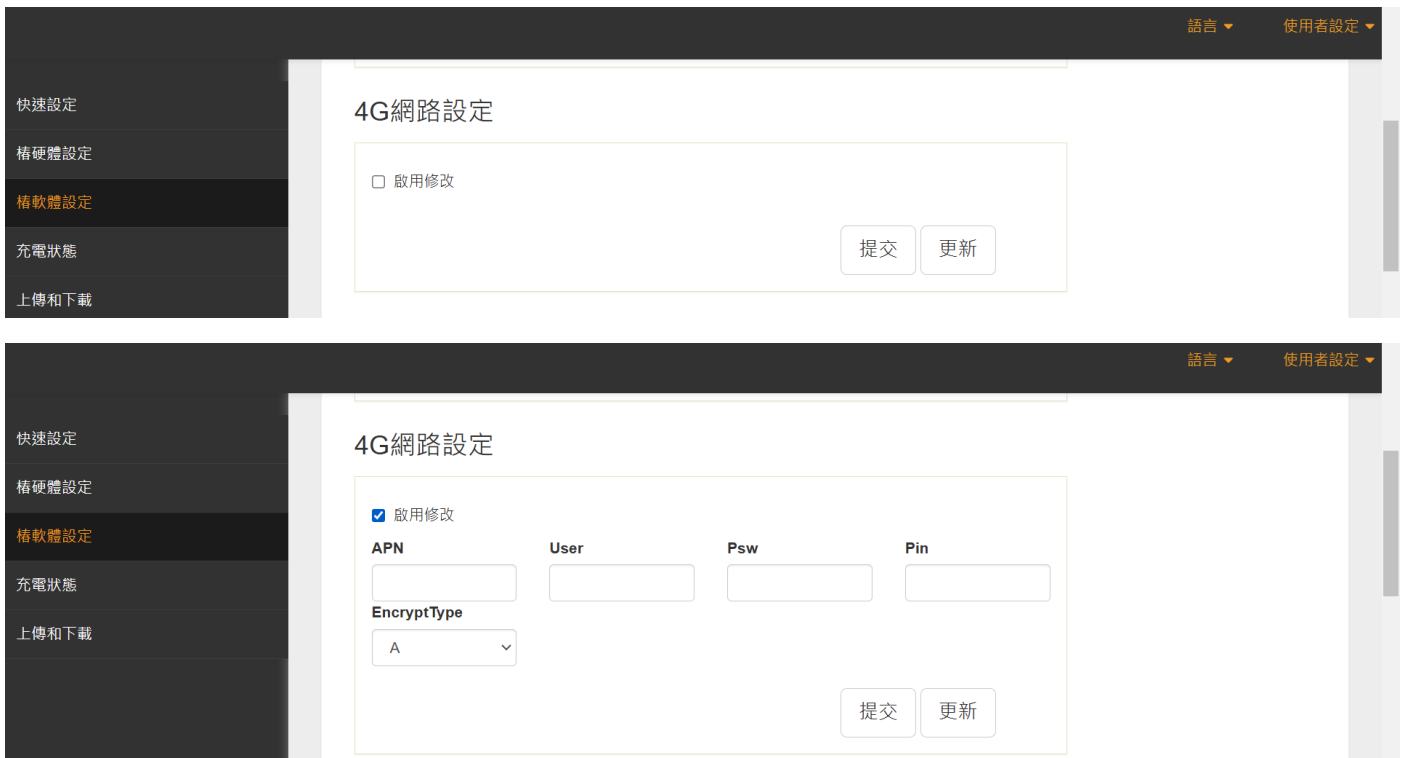 語言 使用者設定
快速設定
樁硬體設定
樁軟體設定
充電狀態
上傳和下載
4G網路設定
啟用修改
提交 更新
語言 使用者設定
快速設定
樁硬體設定
樁軟體設定
充電狀態
上傳和下載
4G網路設定
啟用修改
APN User Psw Pin
EncryptType
A
提交 更新